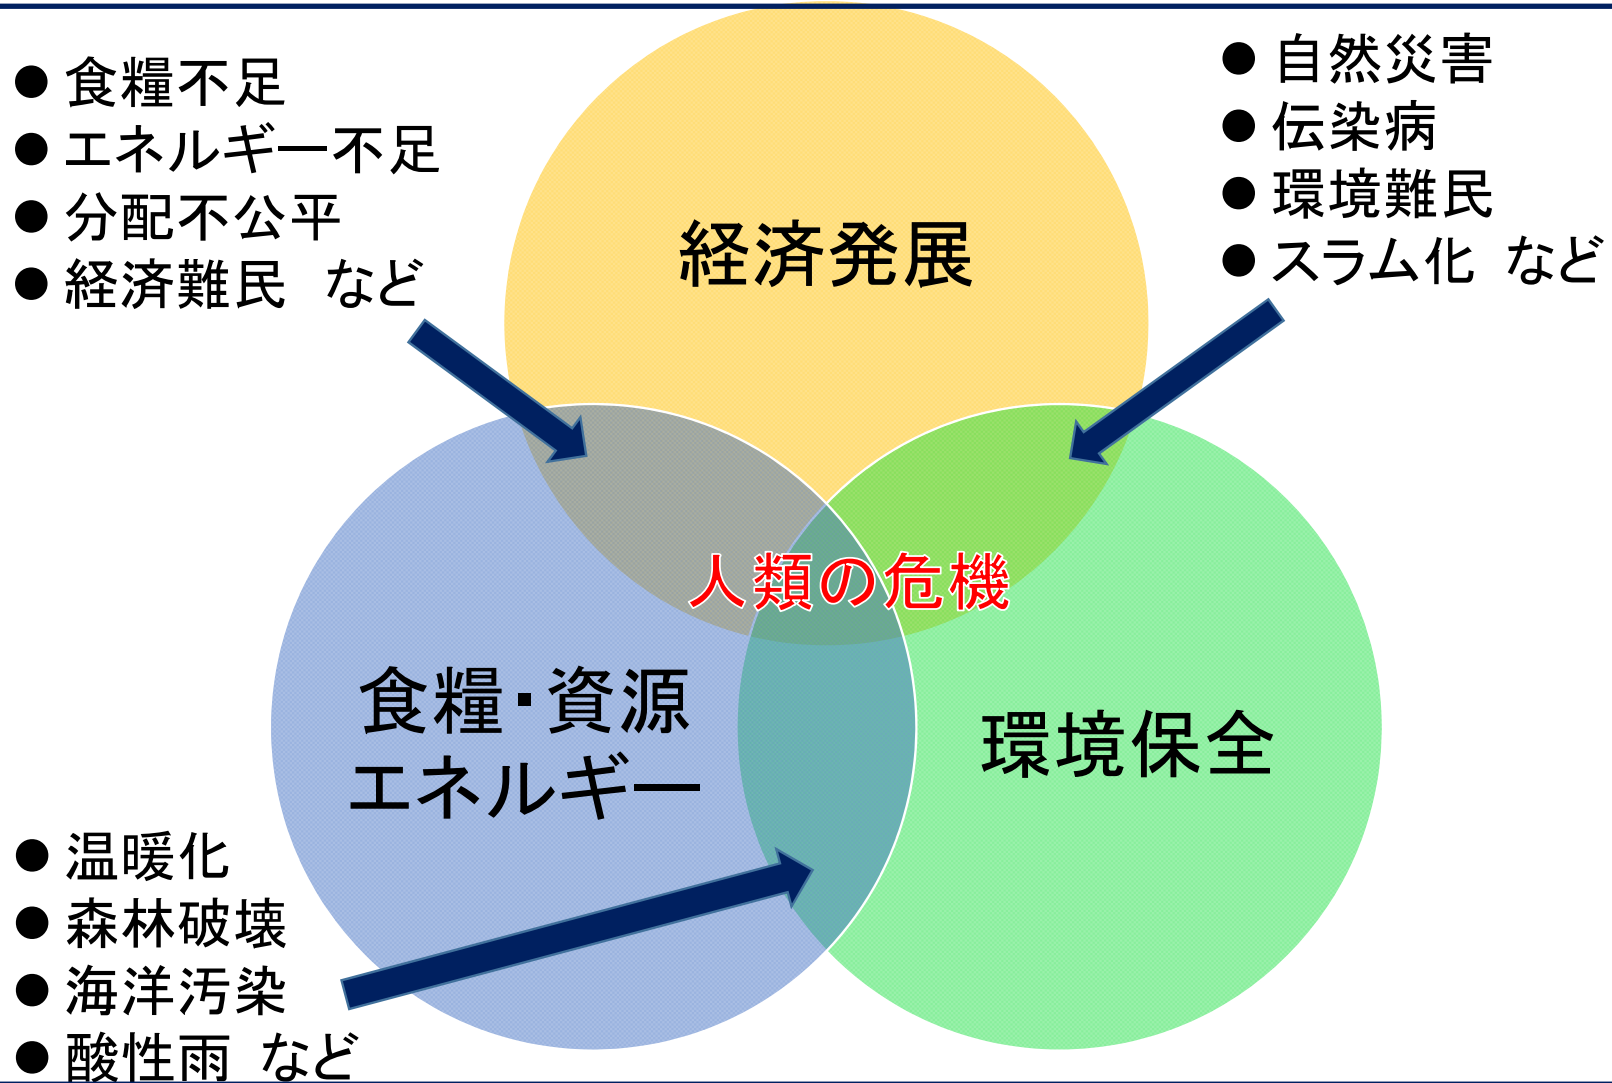 ● 食糧不足
● エネルギー不足
● 分配不公平
● 経済難民 など
● 自然災害
● 伝染病
● 環境難民
● スラム化 など
経済発展
人類の危機
食糧・資源
エネルギー
環境保全
● 温暖化
● 森林破壊
● 海洋汚染
● 酸性雨 など